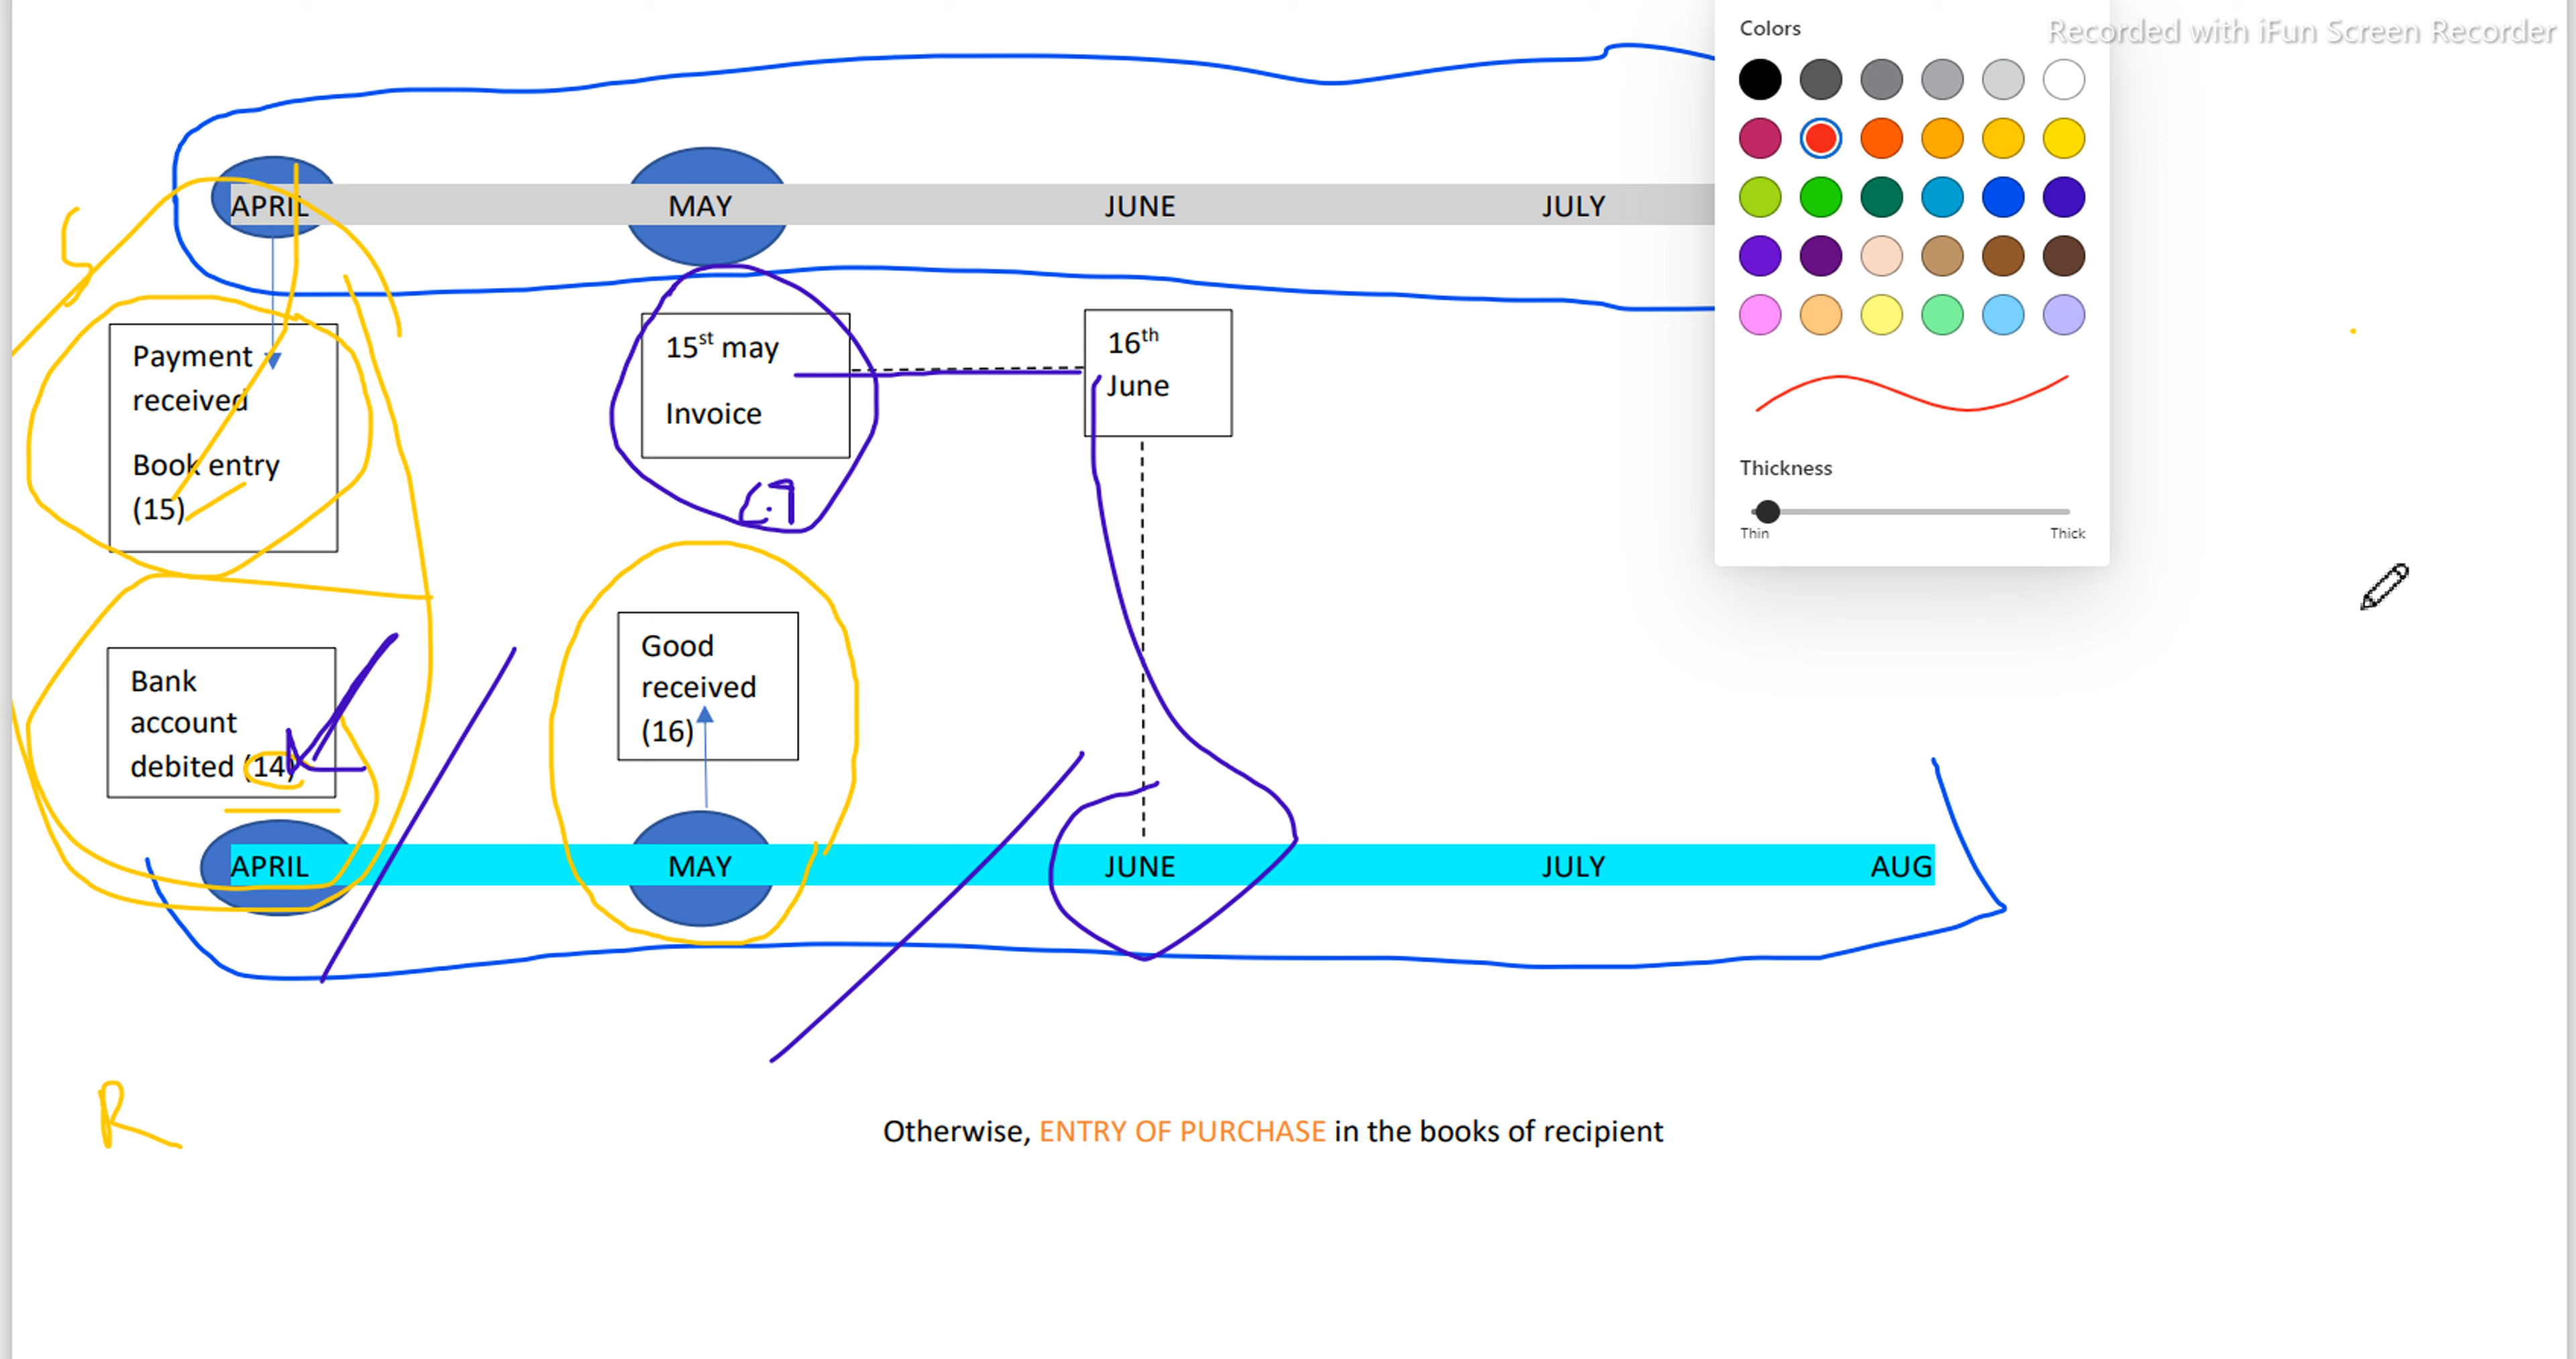 Colors
Recorded with iFun Screen Recorder
APRIL MAY JUNE JULY
S
Payment
received
Book entry
(15)
15st may
Invoice
16th
June
Thickness
Thin Thick
Bank
account
debited (14)
Good
received
(16)
APRIL MAY JUNE JULY AUG
R
Otherwise, ENTRY OF PURCHASE in the books of recipient